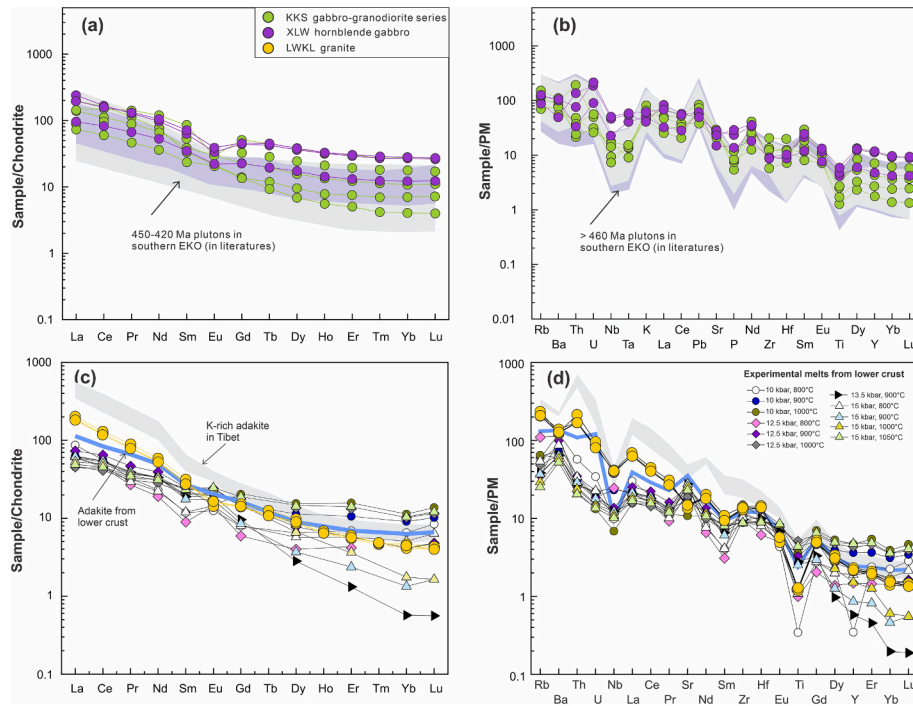 (a)
KKS gabbro-granodiorite series
XLW hornblende gabbro
LWKL granite
1000
100
10
1
0.1
Sample/Chondrite
450-420 Ma plutons in
southern EKO (in literatures)
La Ce Pr Nd Sm Eu Gd Tb Dy Ho Er Tm Yb Lu
(b)
1000
100
10
1
0.1
0.01
Sample/PM
> 460 Ma plutons in
southern EKO (in literatures)
Rb Th Nb K Ce Sr Nd Hf Eu Dy Yb
Ba U Ta La Pb P Zr Sm Ti Y Lu
(c)
1000
100
10
1
0.1
Sample/Chondrite
K-rich adakite
in Tibet
Adakite from
lower crust
La Ce Pr Nd Sm Eu Gd Tb Dy Ho Er Tm Yb Lu
(d)
1000
100
10
1
0.1
Sample/PM
Experimental melts from lower crust
10 kbar, 800°C
10 kbar, 900°C
10 kbar, 1000°C
12.5 kbar, 800°C
12.5 kbar, 900°C
12.5 kbar, 1000°C
13.5 kbar, 900°C
15 kbar, 800°C
15 kbar, 900°C
15 kbar, 1000°C
15 kbar, 1050°C
Rb Th Nb Ce Sr Hf Ti Dy Er Lu
Ba U La Pr Nd Sm Zr Eu Gd Y Yb